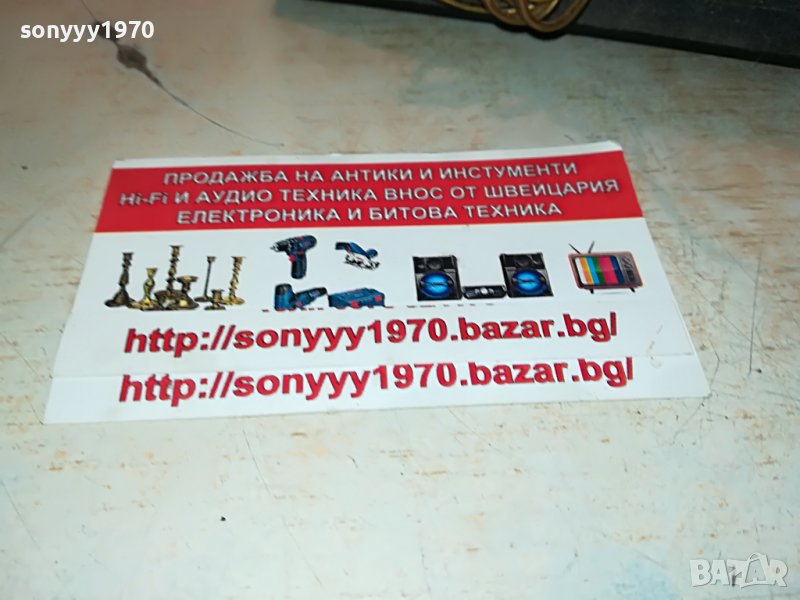 sonyyy1970
ПРОДАЖБА НА АНТИКИ И ИНСТУМЕНТИ
Hi-Fi И АУДИО ТЕХНИКА ВНОС ОТ ШВЕЙЦАРИЯ
ЕЛЕКТРОНИКА И БИТОВА ТЕХНИКА
http://sonyyy1970.bazar.bg/
http://sonyyy1970.bazar.bg/
BAZAR